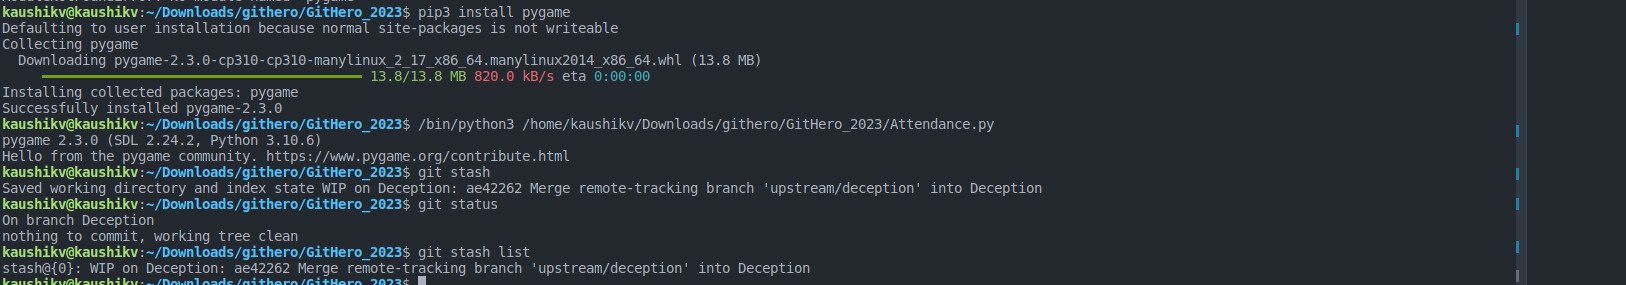 kaushikv@kaushikv:~/Downloads/githero/GitHero_2023$ pip3 install pygame
Defaulting to user installation because normal site-packages is not writeable
Collecting pygame
  Downloading pygame-2.3.0-cp310-cp310-manylinux_2_17_x86_64.manylinux2014_x86_64.whl (13.8 MB)
13.8/13.8 MB 820.0 kB/s eta 0:00:00
Installing collected packages: pygame
Successfully installed pygame-2.3.0
kaushikv@kaushikv:~/Downloads/githero/GitHero_2023$ /bin/python3 /home/kaushikv/Downloads/githero/GitHero_2023/Attendance.py
pygame 2.3.0 (SDL 2.24.2, Python 3.10.6)
Hello from the pygame community. https://www.pygame.org/contribute.html
kaushikv@kaushikv:~/Downloads/githero/GitHero_2023$ git stash
Saved working directory and index state WIP on Deception: ae42262 Merge remote-tracking branch 'upstream/deception' into Deception
kaushikv@kaushikv:~/Downloads/githero/GitHero_2023$ git status
On branch Deception
nothing to commit, working tree clean
kaushikv@kaushikv:~/Downloads/githero/GitHero_2023$ git stash list
stash@{0}: WIP on Deception: ae42262 Merge remote-tracking branch 'upstream/deception' into Deception
kaushikv@kaushikv:~/Downloads/githero/GitHero_2023$